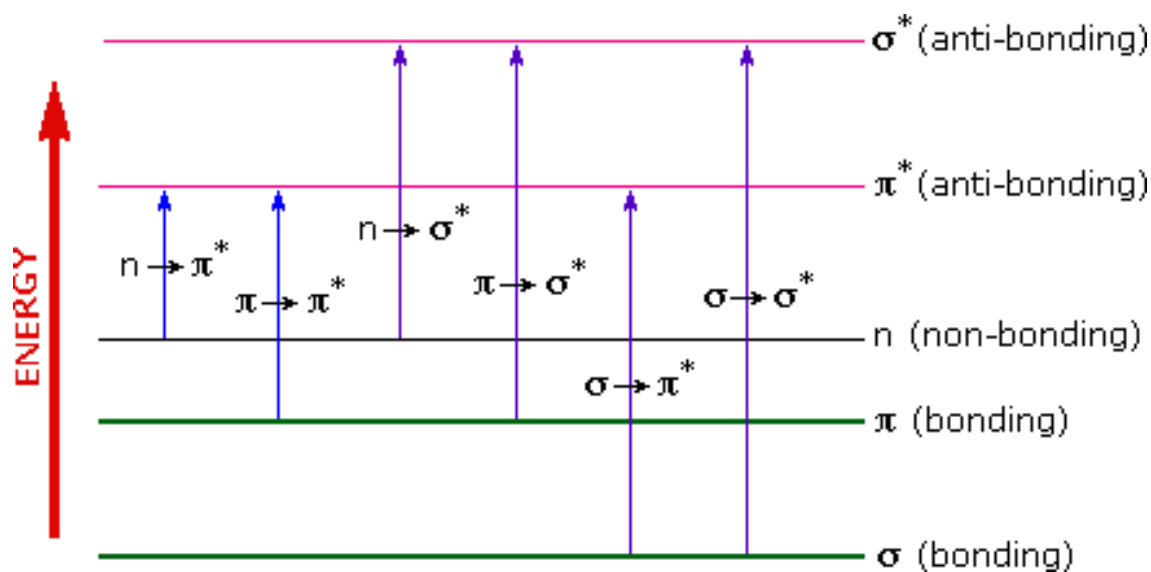 σ* (anti-bonding)
π* (anti-bonding)
n → σ*
n → π*
π → σ*
π → π*
σ → σ*
n (non-bonding)
σ → π*
π (bonding)
σ (bonding)
ENERGY